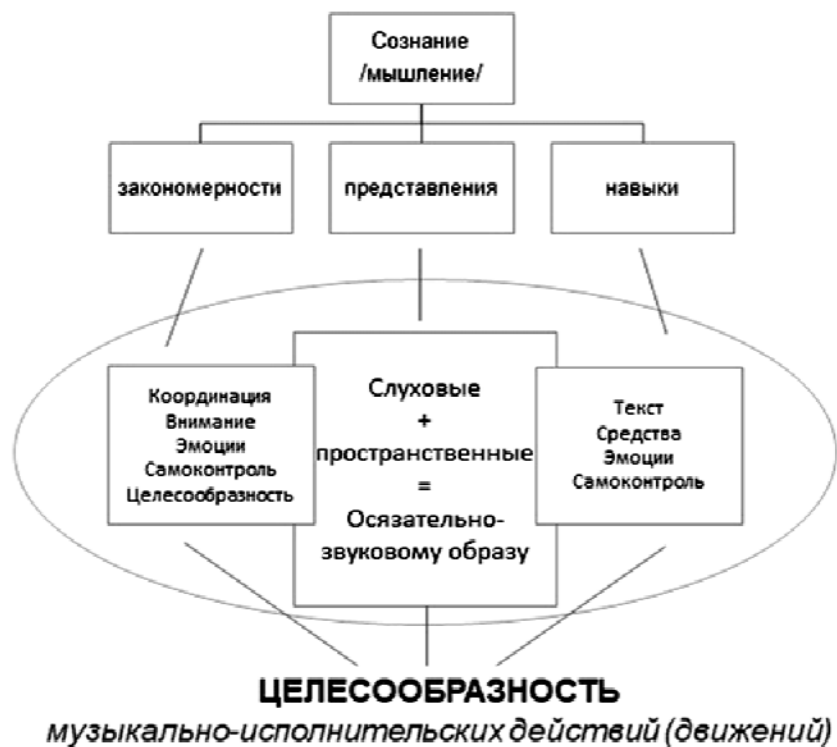 Сознание
/мышление/
закономерности
представления
навыки
Координация
Внимание
Эмоции
Самоконтроль
Целесообразность
Слуховые
+
пространственные
=
Осязательно-
звуковому образу
Текст
Средства
Эмоции
Самоконтроль
ЦЕЛЕСООБРАЗНОСТЬ
музыкально-исполнительских действий (движений)